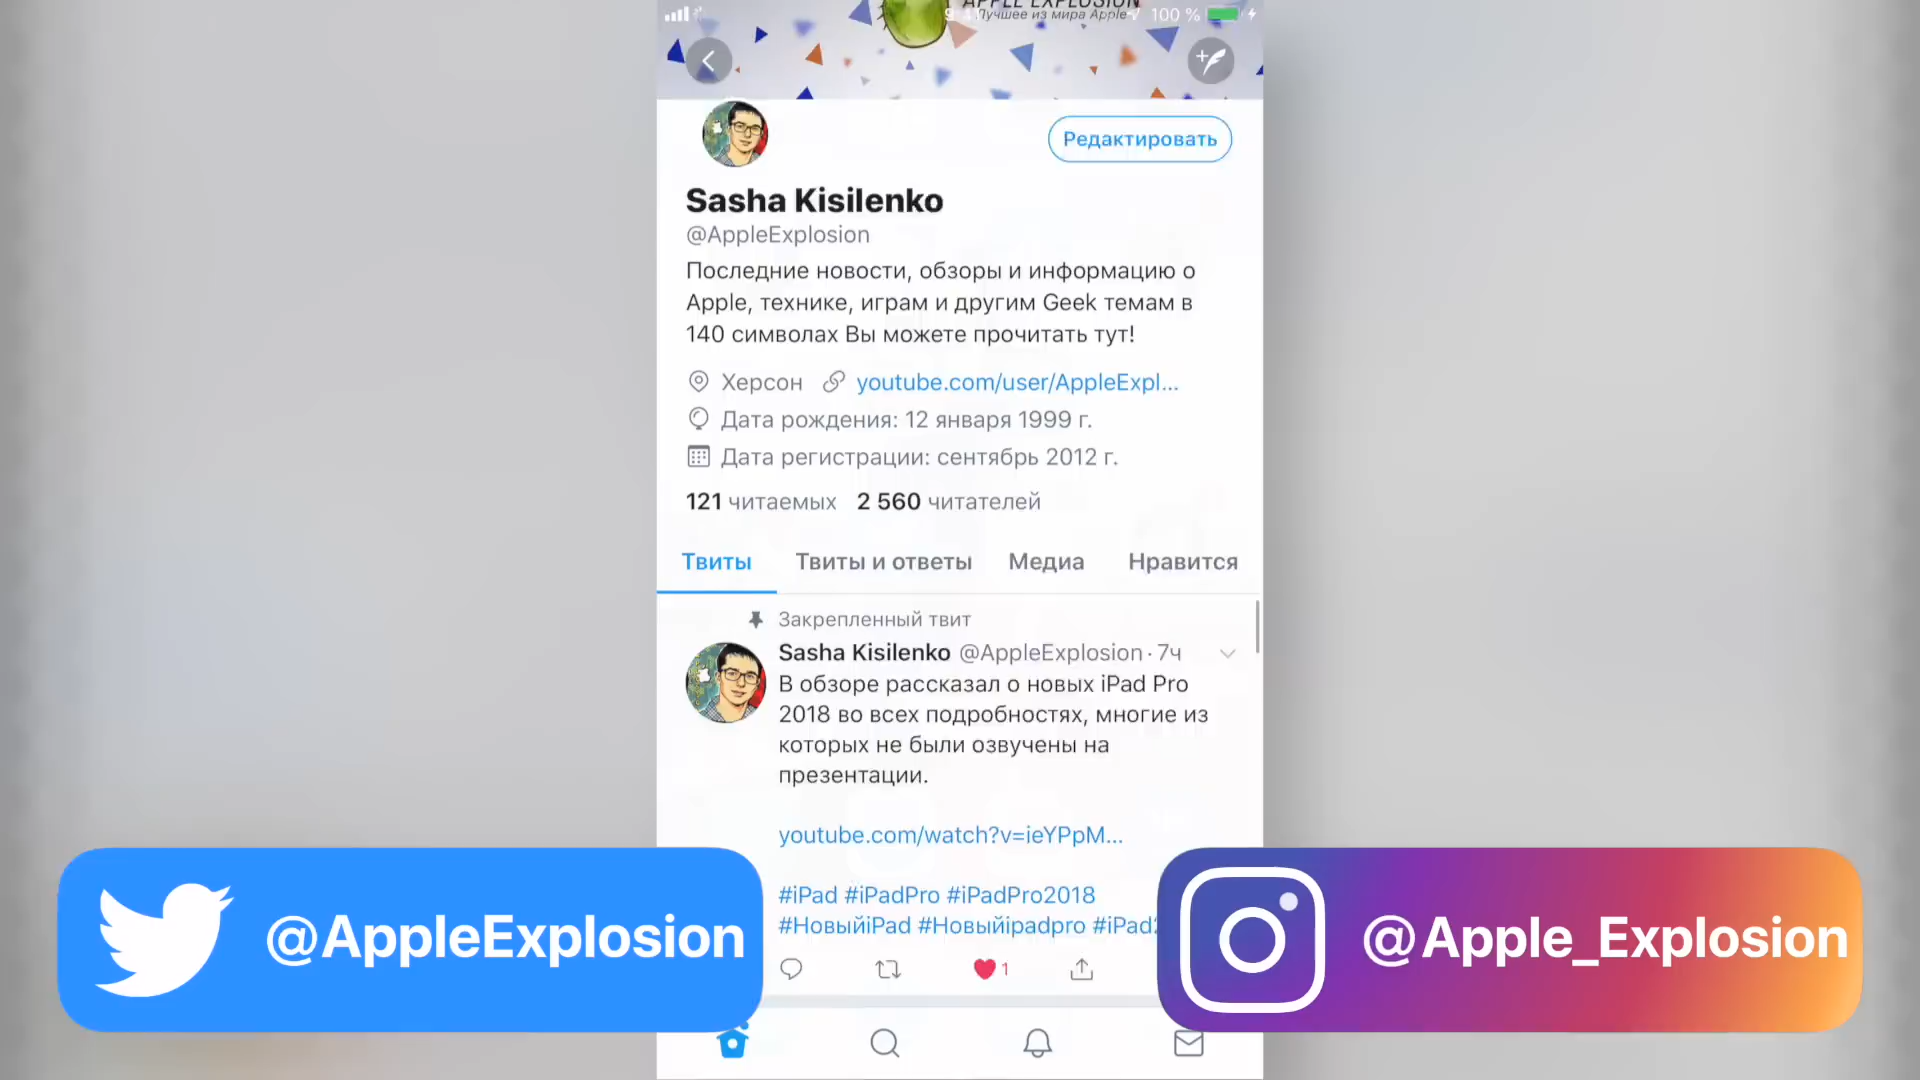 APPLE EXPLOSION
Лучшее из мира Apple
100 %
Редактировать
Sasha Kisilenko
@AppleExplosion
Последние новости, обзоры и информацию о
Apple, технике, играм и другим Geek темам в
140 символах Вы можете прочитать тут!
Херсон youtube.com/user/AppleExpl...
Дата рождения: 12 января 1999 г.
Дата регистрации: сентябрь 2012 г.
121 читаемых 2 560 читателей
Твиты Твиты и ответы Медиа Нравится
Закрепленный твит
Sasha Kisilenko @AppleExplosion · 7ч
В обзоре рассказал о новых iPad Pro
2018 во всех подробностях, многие из
которых не были озвучены на
презентации.
youtube.com/watch?v=ieYPpM...
#iPad #iPadPro #iPadPro2018
#НовыйiPad #Новыйipadpro #iPad
1
@AppleExplosion
@Apple_Explosion